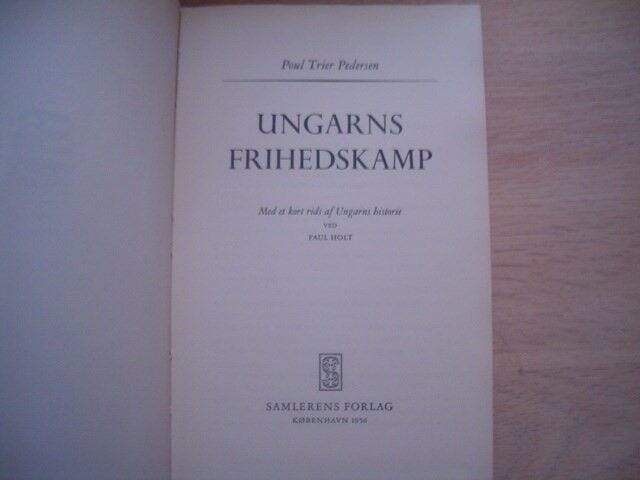 Poul Trier Pedersen
UNGARNS
FRIHEDSKAMP
Med et kort rids af Ungarns historie
VED
PAUL HOLT
SAMLERENS FORLAG
KØBENHAVN 1956